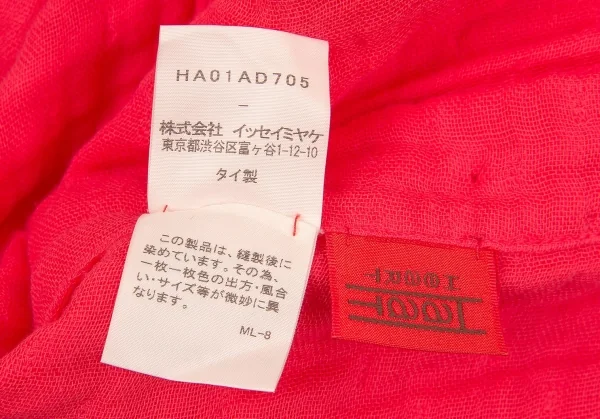 HA01AD705
—
株式会社 イッセイミヤケ
東京都渋谷区富ヶ谷1-12-10
タイ製
この製品は、縫製後に
染めています。その為、
一枚一枚色の出方・風合
い・サイズ等が微妙に異
なります。
ML-8